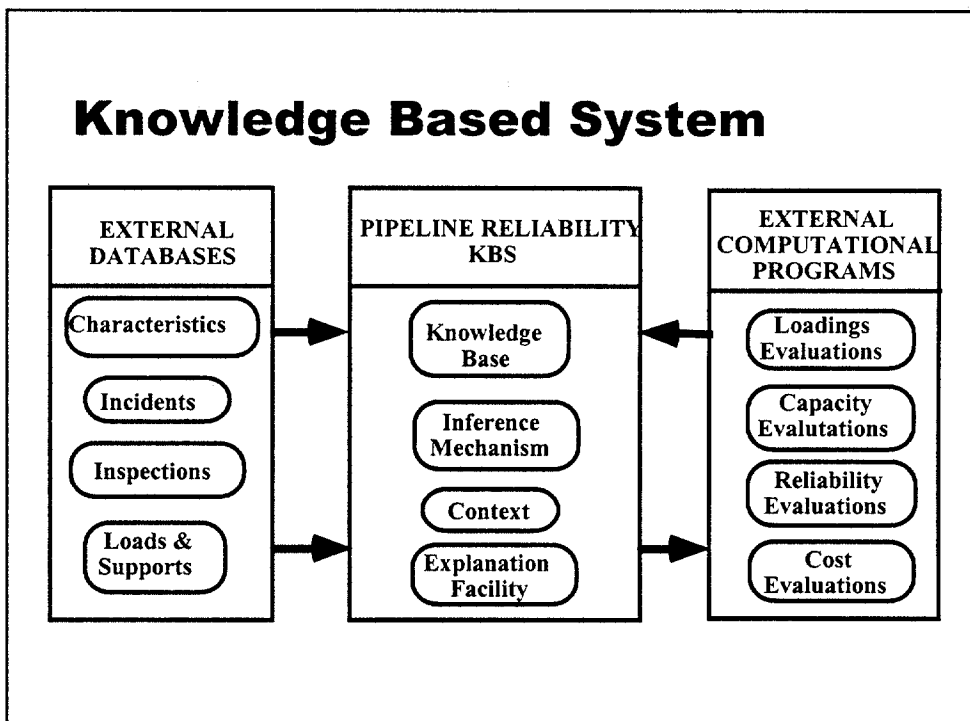 Knowledge Based System
EXTERNAL
DATABASES
Characteristics
Incidents
Inspections
Loads &
Supports
PIPELINE RELIABILITY
KBS
Knowledge
Base
Inference
Mechanism
Context
Explanation
Facility
EXTERNAL
COMPUTATIONAL
PROGRAMS
Loadings
Evaluations
Capacity
Evalutations
Reliability
Evaluations
Cost
Evaluations